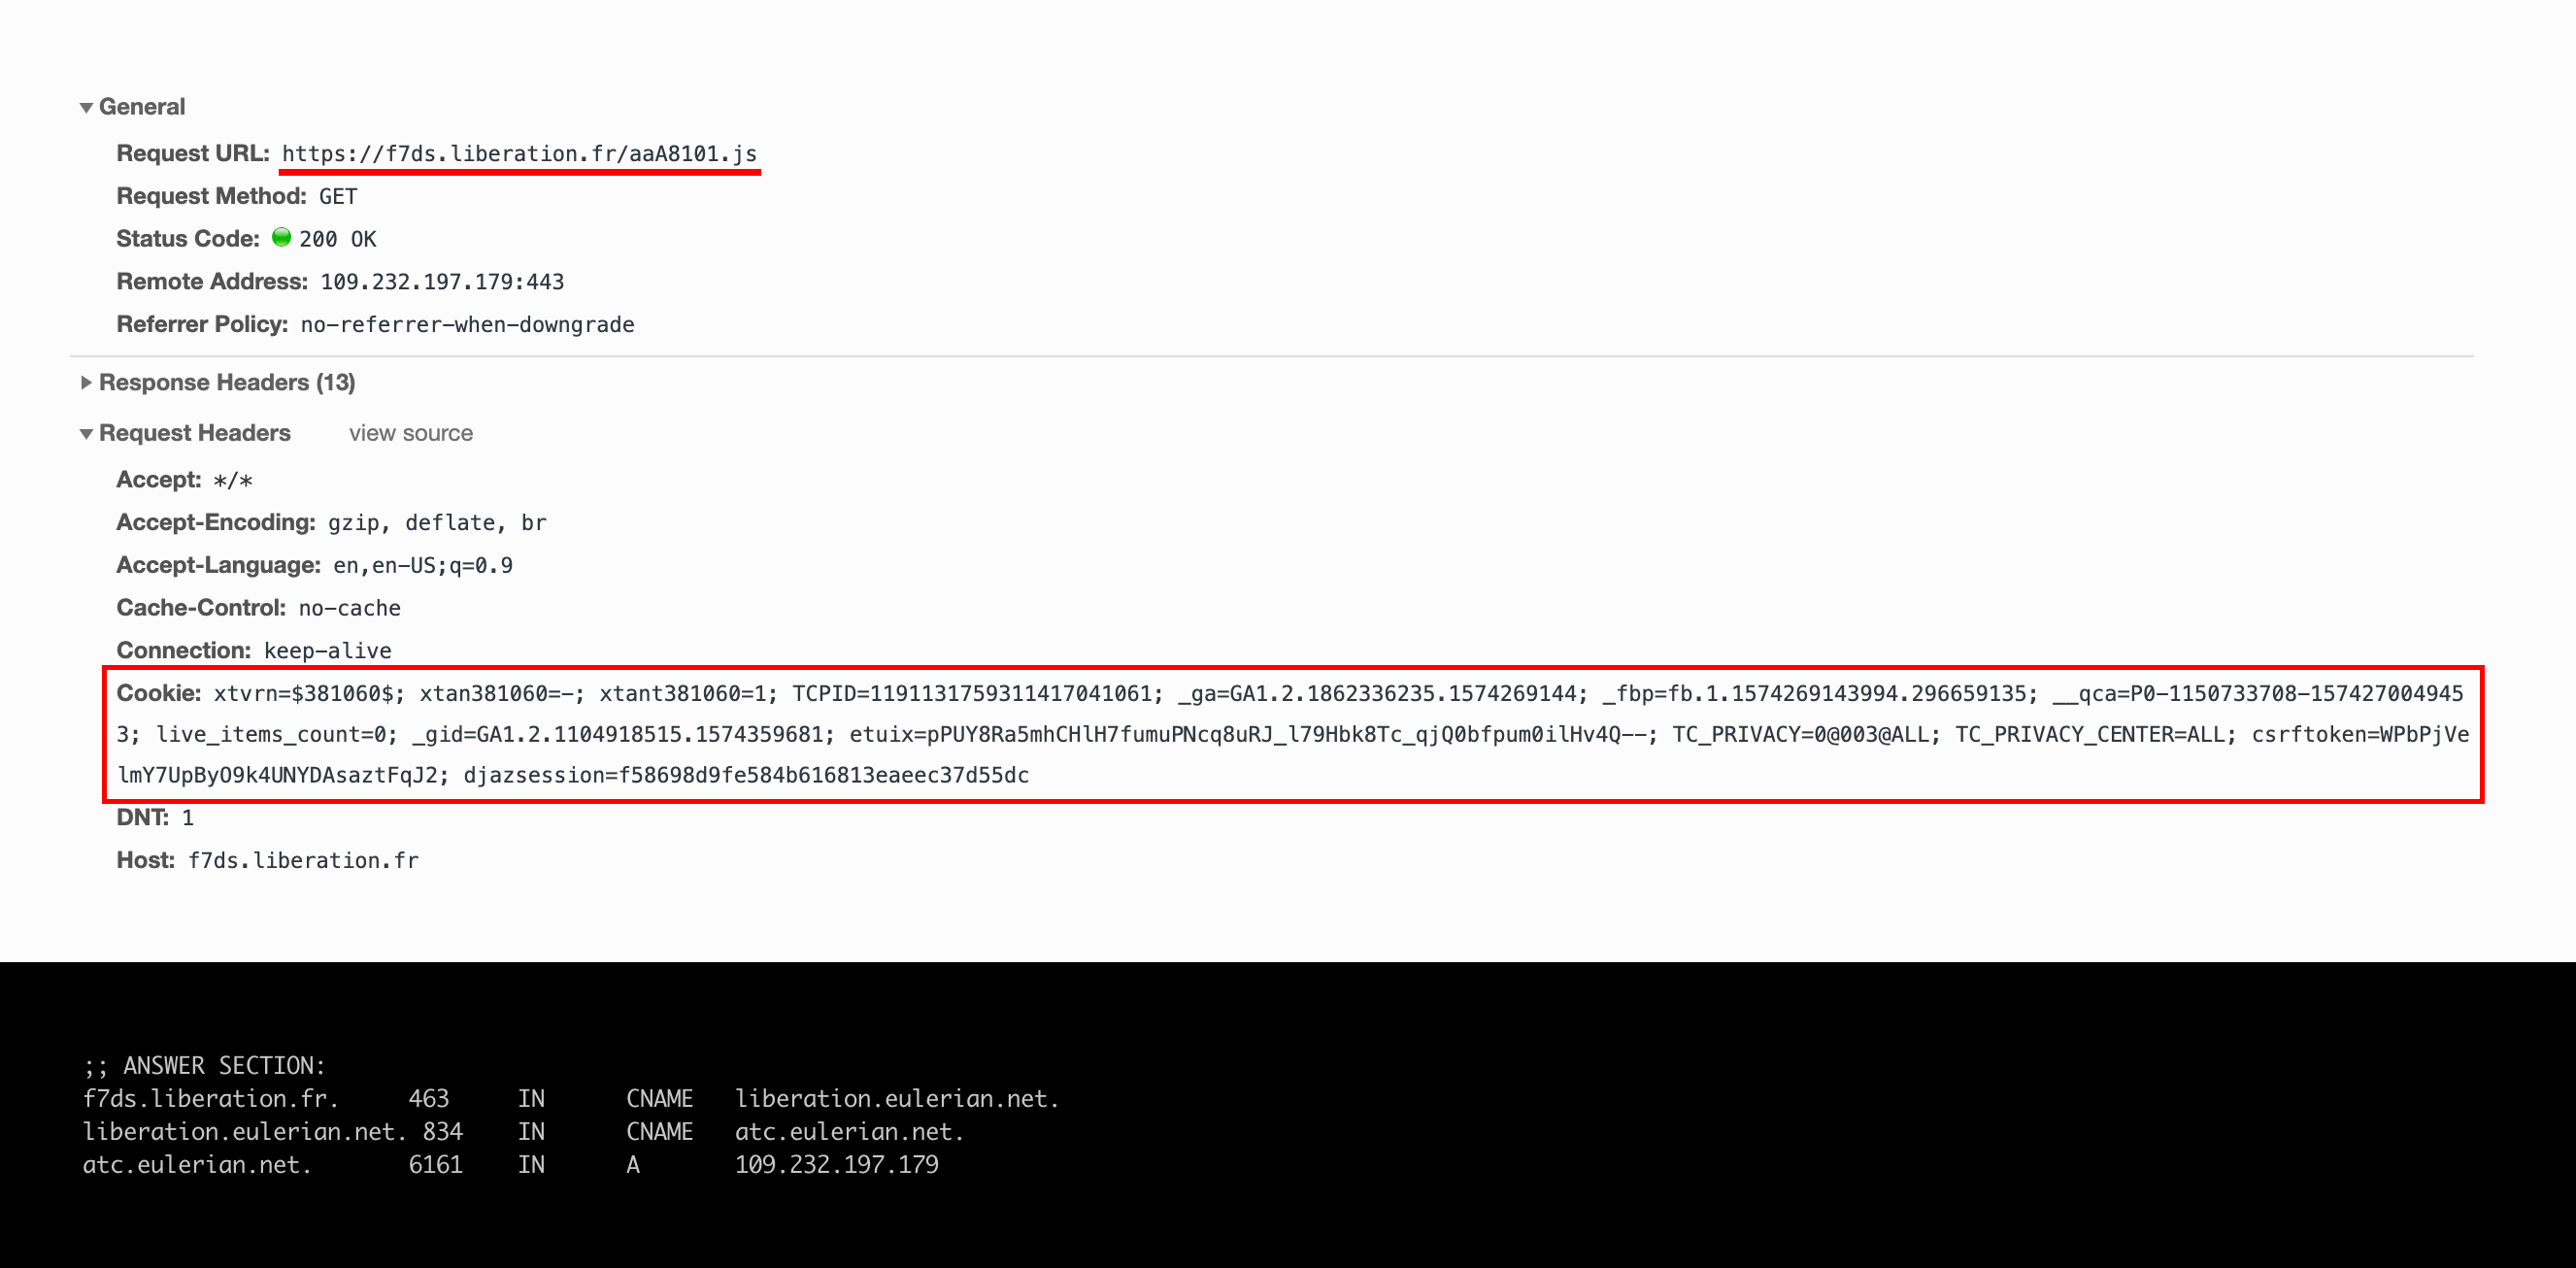 General
Request URL: https://f7ds.liberation.fr/aaA8101.js
Request Method: GET
Status Code: 200 OK
Remote Address: 109.232.197.179:443
Referrer Policy: no-referrer-when-downgrade
Response Headers (13)
Request Headers view source
Accept: */*
Accept-Encoding: gzip, deflate, br
Accept-Language: en,en-US;q=0.9
Cache-Control: no-cache
Connection: keep-alive
Cookie: xtvrn=$381060$; xtan381060=-; xtant381060=1; TCPID=1191131759311417041061; _ga=GA1.2.1862336235.1574269144; _fbp=fb.1.1574269143994.296659135; __qca=P0-1150733708-157427004945
3; live_items_count=0; _gid=GA1.2.1104918515.1574359681; etuix=pPUY8Ra5mhCHlH7fumuPNcq8uRJ_l79Hbk8Tc_qjQ0bfpum0ilHv4Q--; TC_PRIVACY=0@003@ALL; TC_PRIVACY_CENTER=ALL; csrftoken=WPbPjVe
lmY7UpByO9k4UNYDAsaztFqJ2; djazsession=f58698d9fe584b616813eaeec37d55dc
DNT: 1
Host: f7ds.liberation.fr
;; ANSWER SECTION:
f7ds.liberation.fr. 463 IN CNAME liberation.eulerian.net.
liberation.eulerian.net. 834 IN CNAME atc.eulerian.net.
atc.eulerian.net. 6161 IN A 109.232.197.179